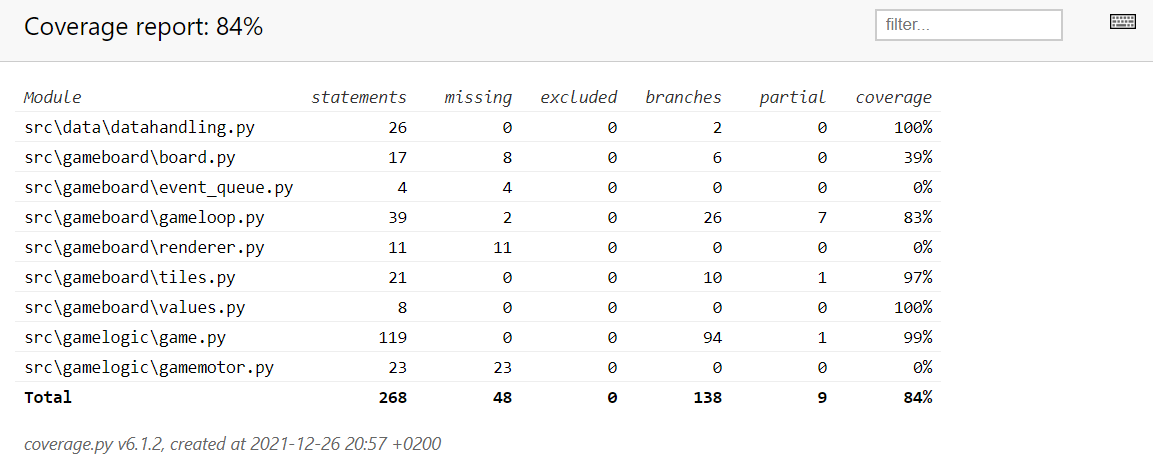 Coverage report: 84%
filter...
Module statements missing excluded branches partial coverage
src\data\datahandling.py 26 0 0 2 0 100%
src\gameboard\board.py 17 8 0 6 0 39%
src\gameboard\event_queue.py 4 4 0 0 0 0%
src\gameboard\gameloop.py 39 2 0 26 7 83%
src\gameboard\renderer.py 11 11 0 0 0 0%
src\gameboard\tiles.py 21 0 0 10 1 97%
src\gameboard\values.py 8 0 0 0 0 100%
src\gamelogic\game.py 119 0 0 94 1 99%
src\gamelogic\gamemotor.py 23 23 0 0 0 0%
Total 268 48 0 138 9 84%
coverage.py v6.1.2, created at 2021-12-26 20:57 +0200